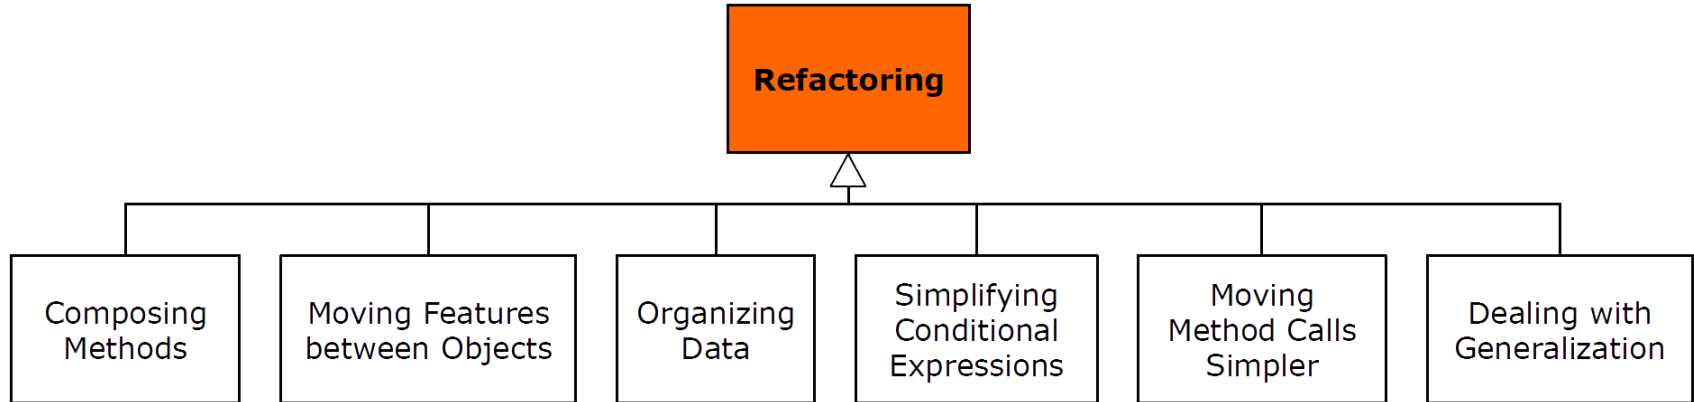 Refactoring
Composing
Methods
Moving Features
between Objects
Organizing
Data
Simplifying
Conditional
Expressions
Moving
Method Calls
Simpler
Dealing with
Generalization